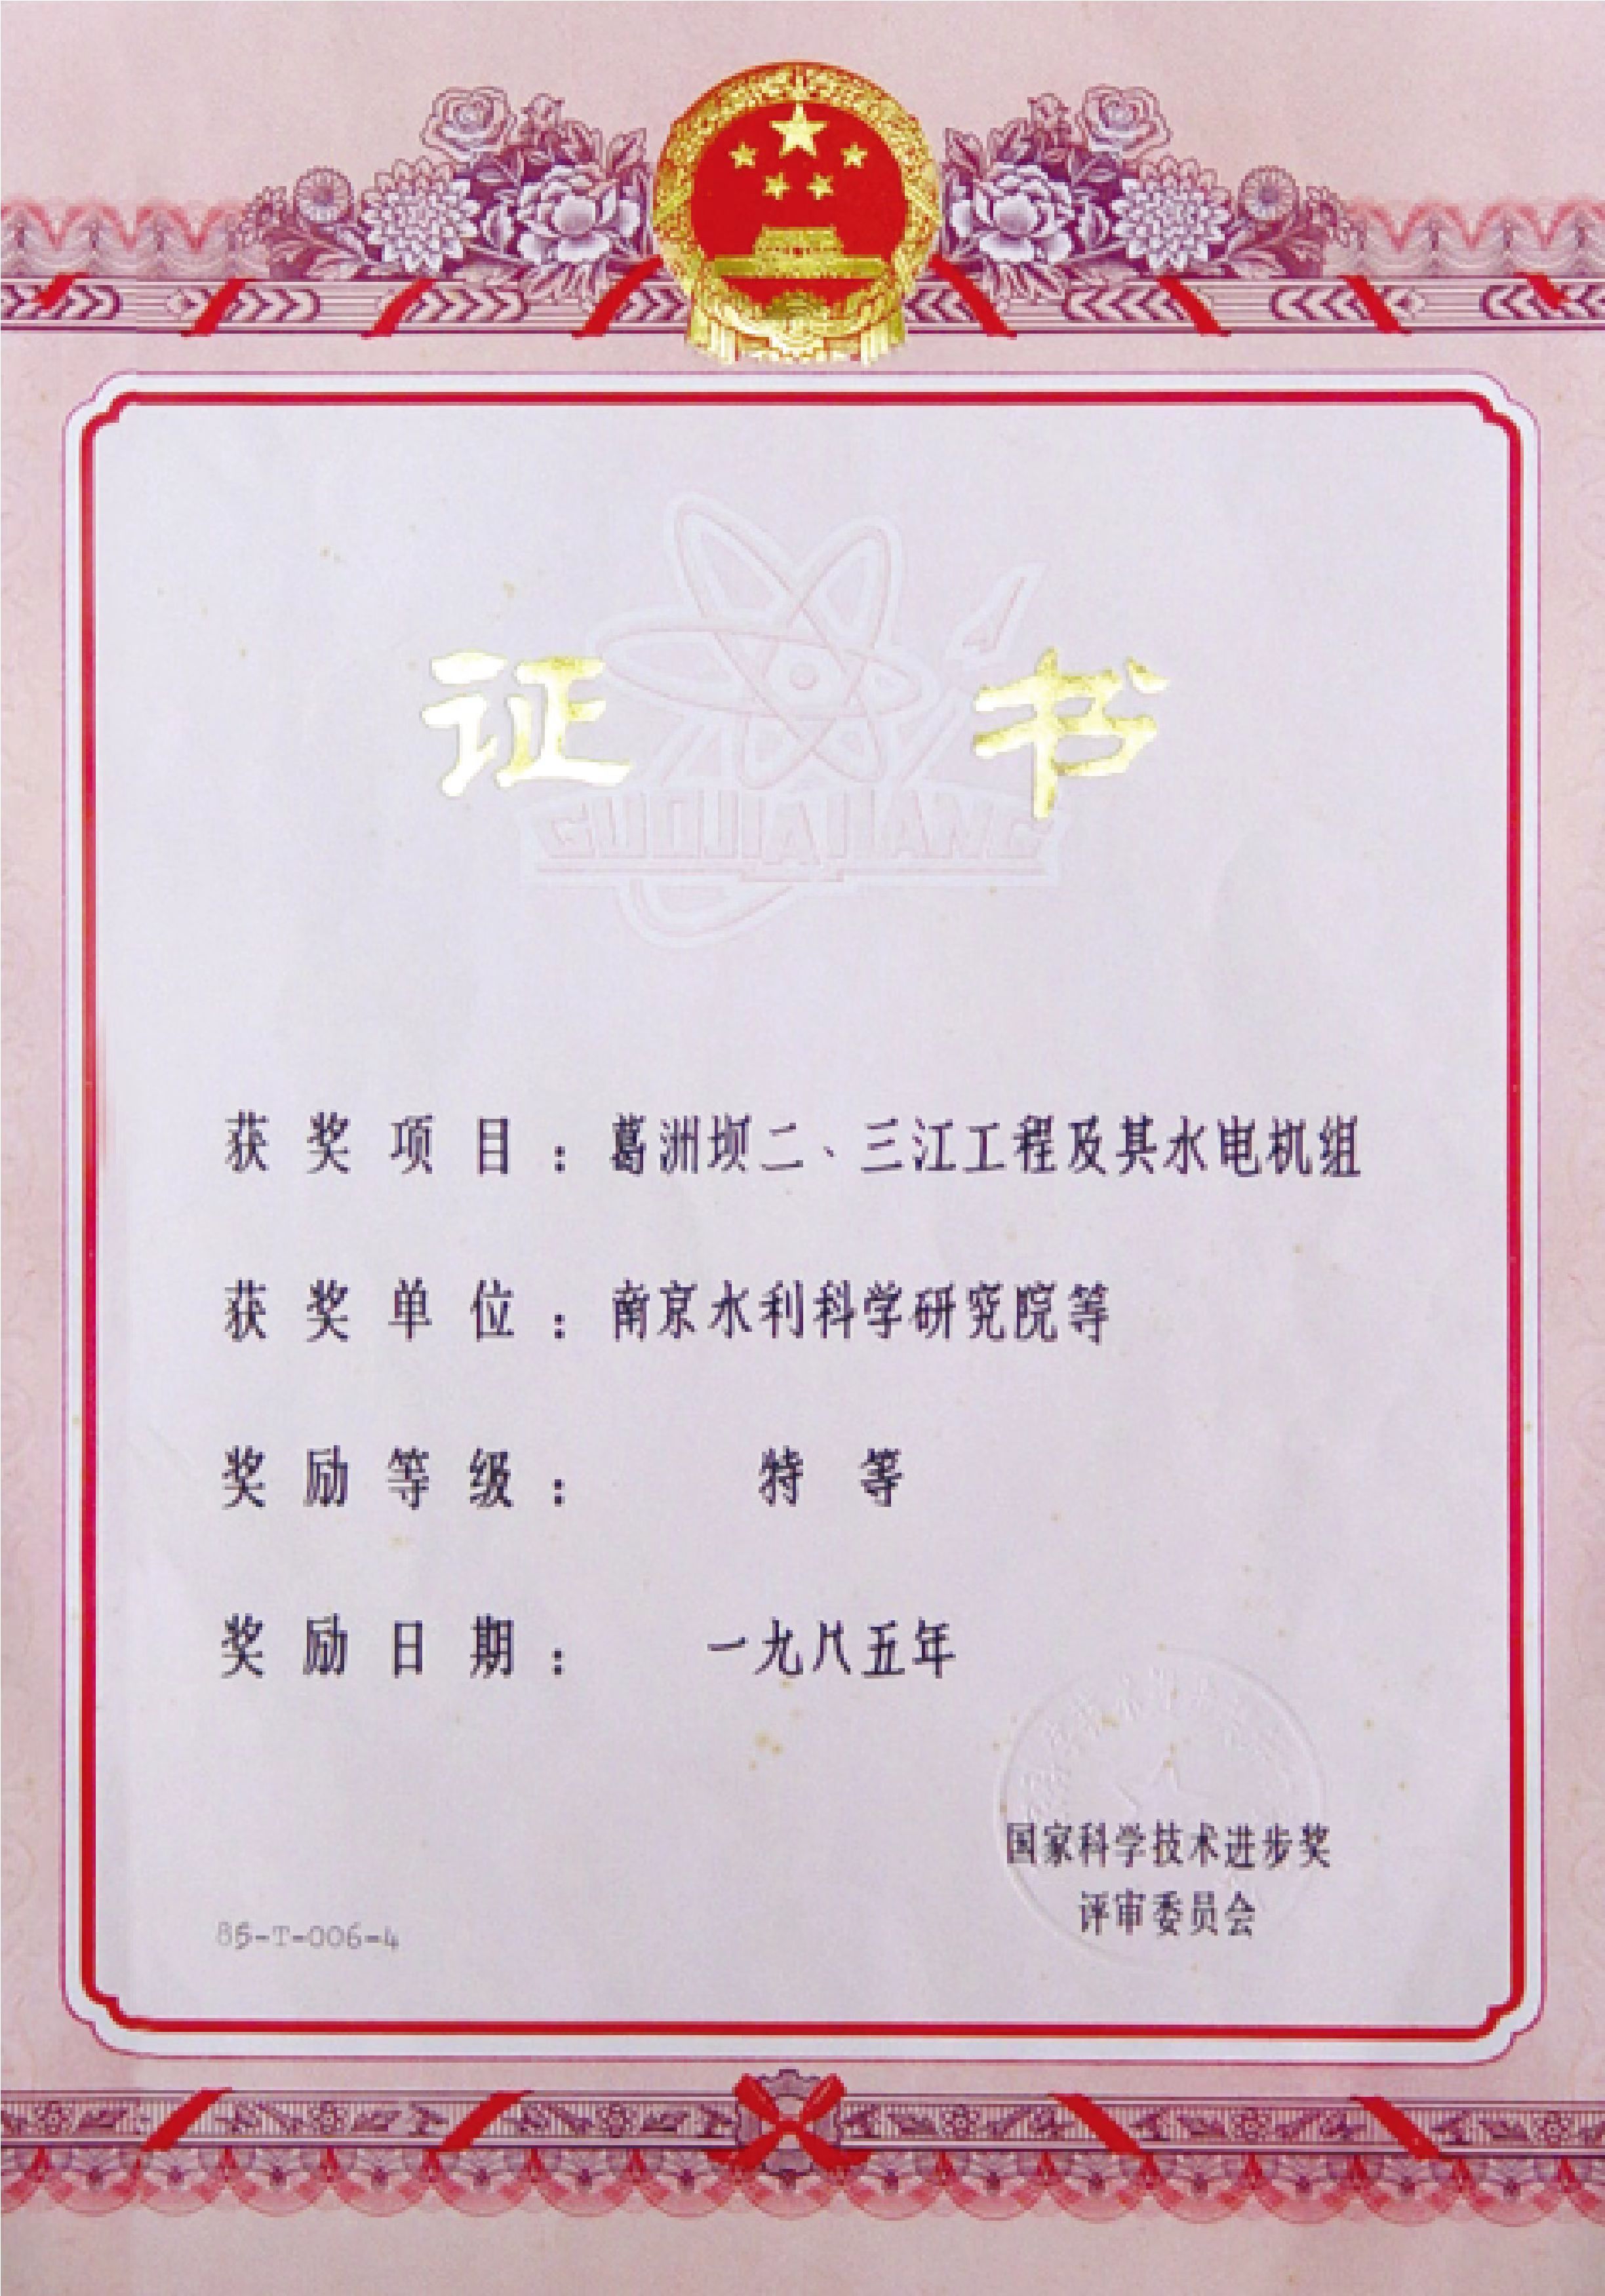 证 书
GUOJIAJIANG
获奖项目：葛洲坝二、三江工程及其水电机组
获奖单位：南京水利科学研究院等
奖励等级： 特 等
奖励日期： 一九八五年
国家科学技术进步奖
评审委员会
85-T-006-4